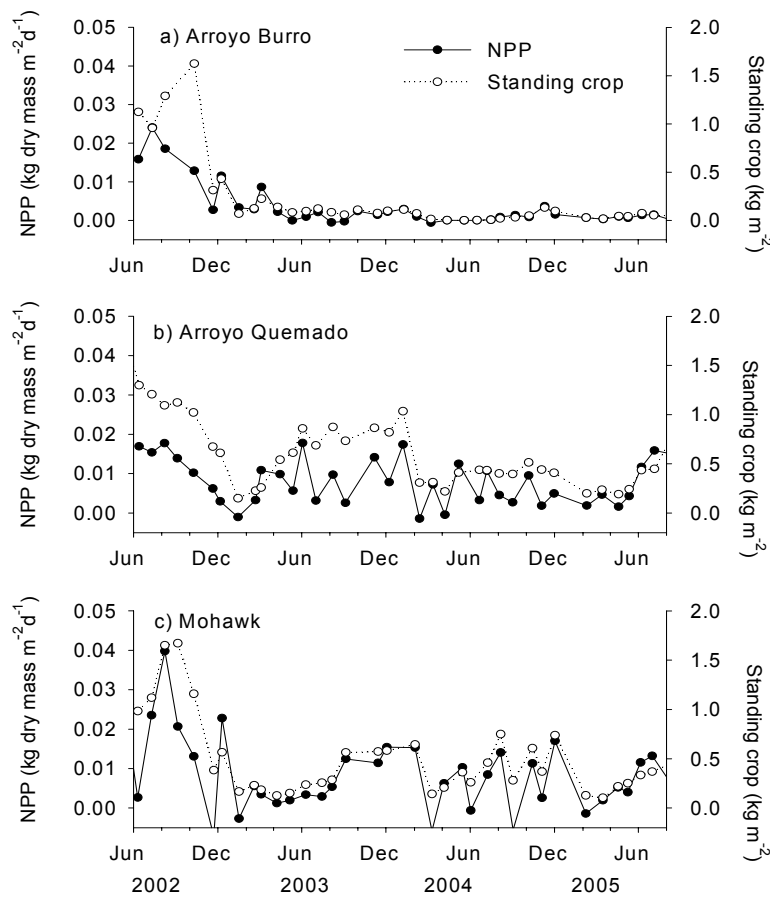 a) Arroyo Burro
NPP
Standing crop
NPP (kg dry mass m-2d-1)
0.05
0.04
0.03
0.02
0.01
0.00
2.0
1.5
1.0
0.5
0.0
Standing crop (kg m-2)
Jun Dec Jun Dec Jun Dec Jun
b) Arroyo Quemado
NPP (kg dry mass m-2d-1)
0.05
0.04
0.03
0.02
0.01
0.00
2.0
1.5
1.0
0.5
0.0
Standing crop (kg m-2)
Jun Dec Jun Dec Jun Dec Jun
c) Mohawk
NPP (kg dry mass m-2d-1)
0.05
0.04
0.03
0.02
0.01
0.00
2.0
1.5
1.0
0.5
0.0
Standing crop (kg m-2)
Jun Dec Jun Dec Jun Dec Jun
2002 2003 2004 2005